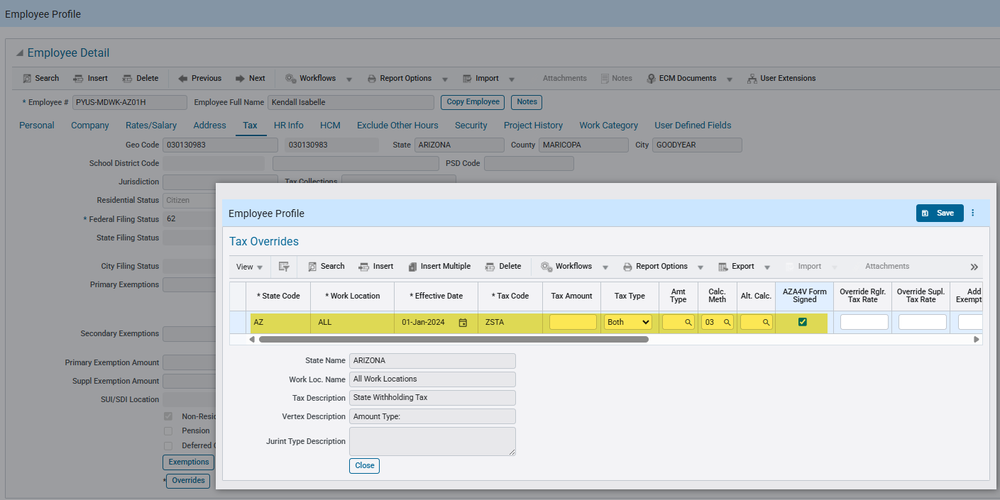 Employee Profile
Employee Detail
Search Insert Delete Previous Next Workflows Report Options Import Attachments Notes ECM Documents User Extensions
* Employee # PYUS-MDWK-AZ01H Employee Full Name Kendall Isabelle Copy Employee Notes
Personal Company Rates/Salary Address Tax HR Info HCM Exclude Other Hours Security Project History Work Category User Defined Fields
Geo Code 030130983 030130983 State ARIZONA County MARICOPA City GOODYEAR
School District Code PSD Code
Jurisdiction Tax Collections
Residential Status Citizen
* Federal Filing Status 62
State Filing Status
City Filing Status
Primary Exemptions
Secondary Exemptions
Primary Exemption Amount
Suppl Exemption Amount
SUI/SDI Location
Non-Resid
Pension
Deferred
Exemptions
* Overrides
Employee Profile Save
Tax Overrides
View Search Insert Insert Multiple Delete Workflows Report Options Export Import Attachments
* State Code * Work Location * Effective Date * Tax Code Tax Amount Tax Type Amt Type Calc. Meth Alt. Calc. AZA4V Form Signed Override Rglr. Tax Rate Override Supl. Tax Rate Add Exempt
AZ ALL 01-Jan-2024 ZSTA Both 03
State Name ARIZONA
Work Loc. Name All Work Locations
Tax Description State Withholding Tax
Vertex Description Amount Type:
Jurint Type Description
Close